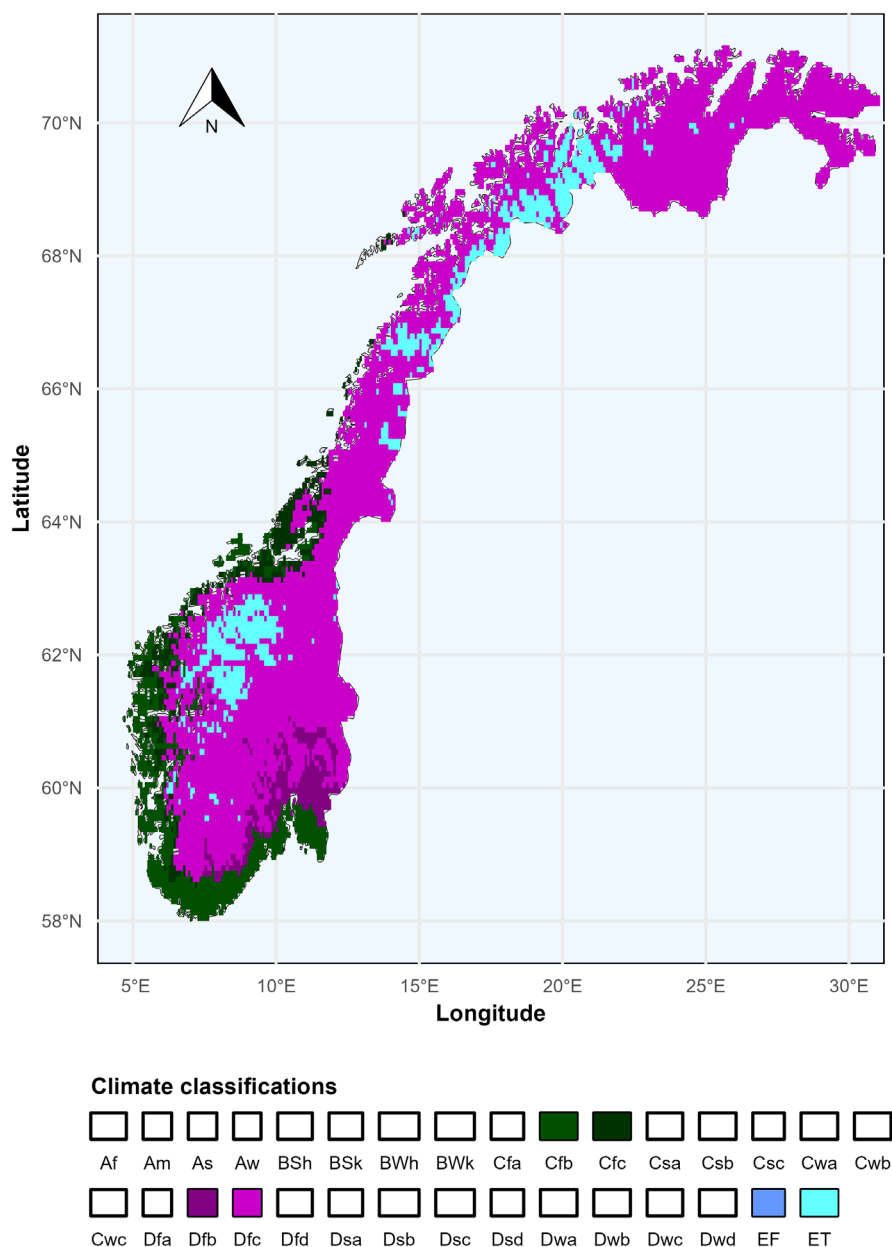 N
70°N
68°N
66°N
64°N
62°N
60°N
58°N
Latitude
5°E 10°E 15°E 20°E 25°E 30°E
Longitude
Climate classifications
Af Am As Aw BSh BSk BWh BWk Cfa Cfb Cfc Csa Csb Csc Cwa Cwb
Cwc Dfa Dfb Dfc Dfd Dsa Dsb Dsc Dsd Dwa Dwb Dwc Dwd EF ET